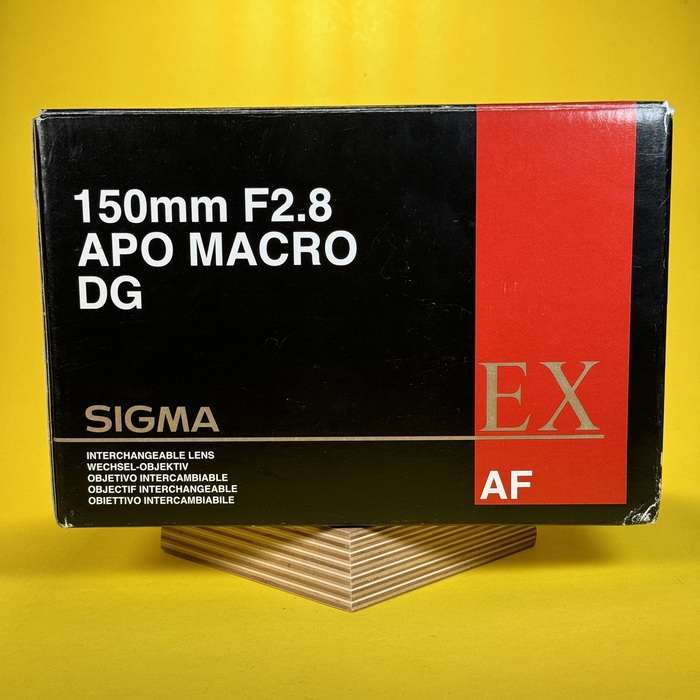 150mm F2.8
APO MACRO
DG
SIGMA
EX
INTERCHANGEABLE LENS
WECHSEL-OBJEKTIV
OBJETIVO INTERCAMBIABLE
OBJECTIF INTERCHANGEABLE
OBIETTIVO INTERCAMBIABILE
AF